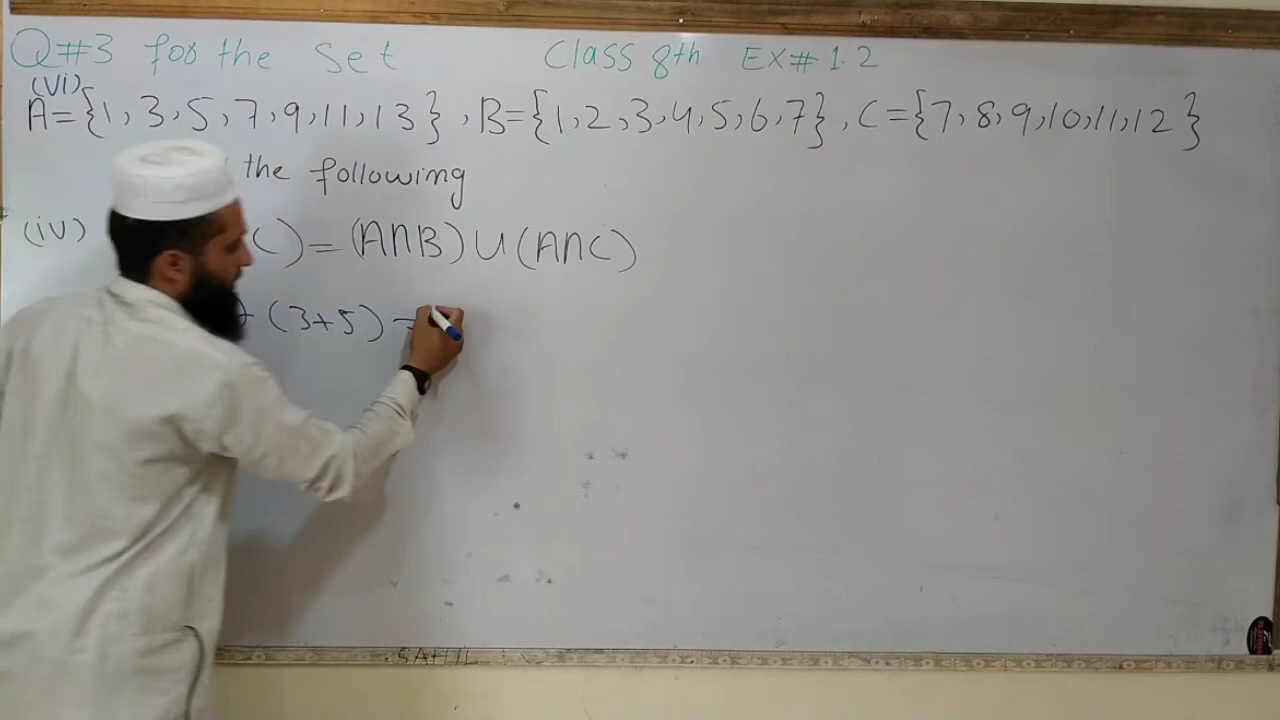 Q#3 for the Set Class 8th EX# 1.2
(vi)
A={1,3,5,7,9,11,13}, B={1,2,3,4,5,6,7}, C={7,8,9,10,11,12}
the following
(iv) C)=(A∩B)∪(A∩C)
+ (3+5)